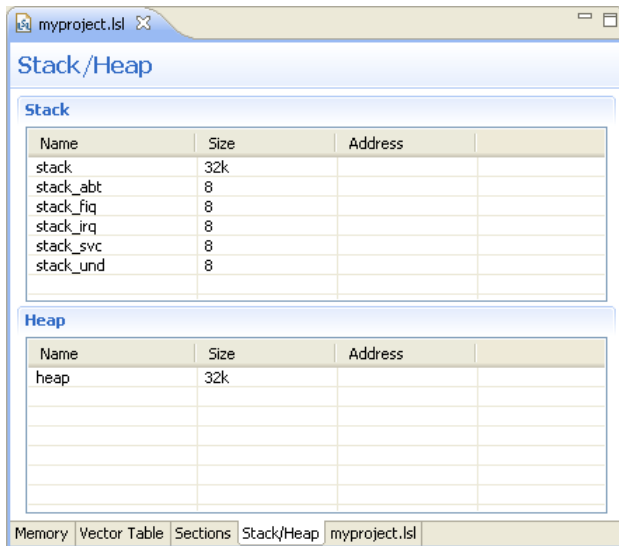 myproject.lsl
Stack/Heap
Stack
Name Size Address
stack 32k
stack_abt 8
stack_fiq 8
stack_irq 8
stack_svc 8
stack_und 8
Heap
Name Size Address
heap 32k
Memory Vector Table Sections Stack/Heap myproject.lsl